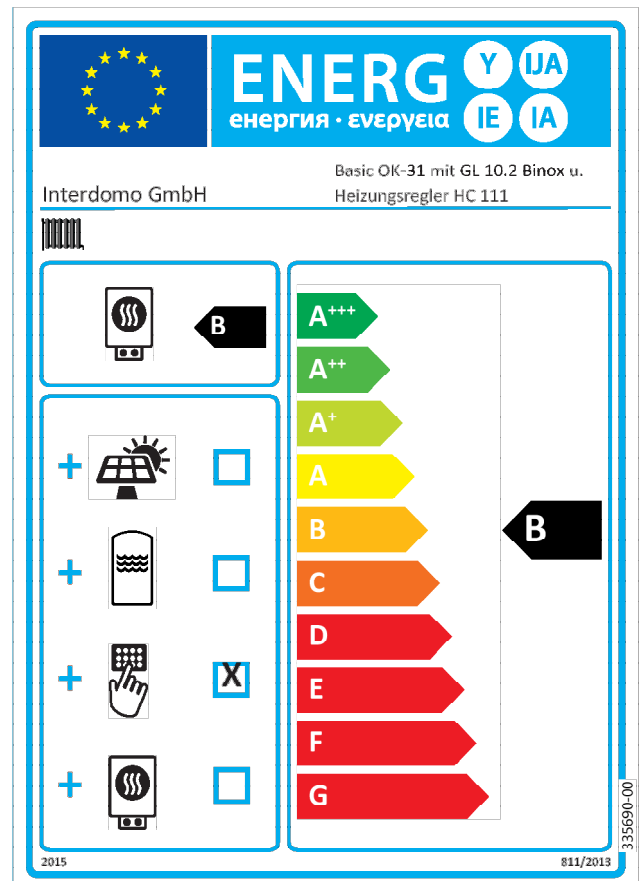 ENERG
Y IJA
IE IA
енергия · ενεργεια
Basic OK-31 mit GL 10.2 Binox u.
Interdomo GmbH
Heizungsregler HC 111
B
A+++
A++
A+
A
B
C
D
E
F
G
B
+
+
+
X
+
335690-00
2015
811/2013